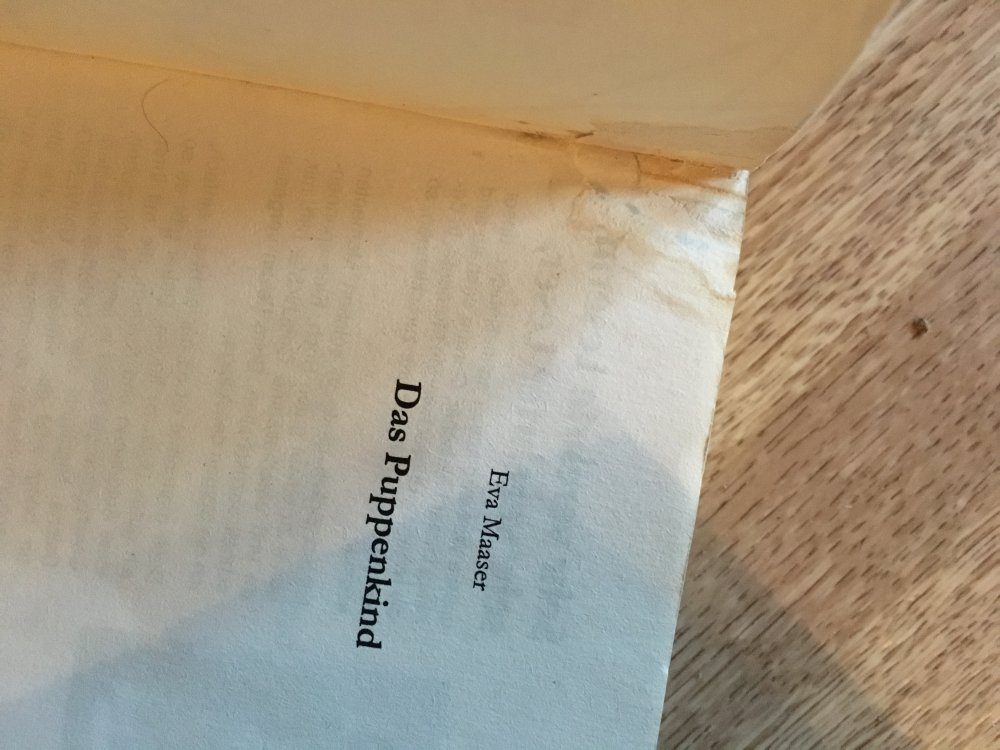 Eva Maaser
Das Puppenkind